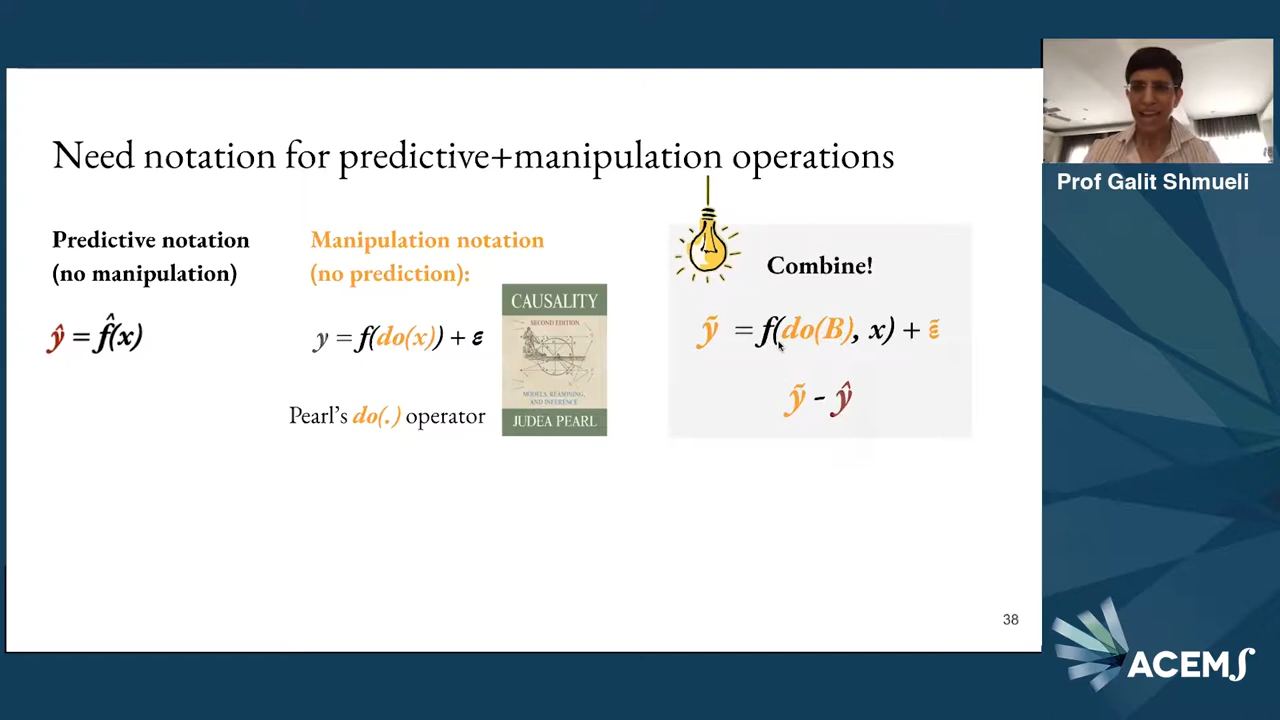 Need notation for predictive+manipulation operations
Predictive notation
(no manipulation)
ŷ = f̂(x)
Manipulation notation
(no prediction):
y = f(do(x)) + ε
Pearl's do(.) operator
CAUSALITY
SECOND EDITION
MODELS, REASONING,
AND INFERENCE
JUDEA PEARL
Combine!
ỹ = f(do(B), x) + ε̃
ỹ - ŷ
38
Prof Galit Shmueli
ACEMS